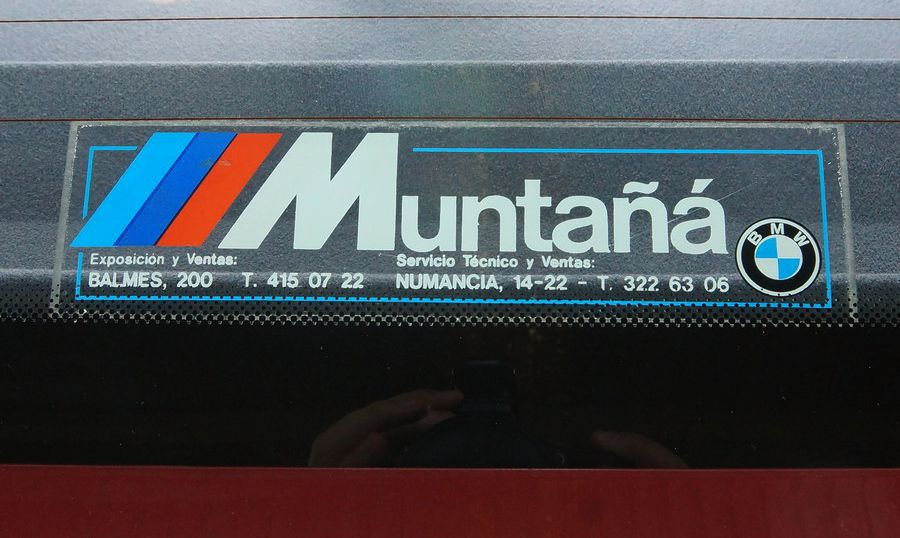 Muntañá
BMW
Exposición y Ventas:
BALMES, 200 T. 415 07 22
Servicio Técnico y Ventas:
NUMANCIA, 14-22 - T. 322 63 06